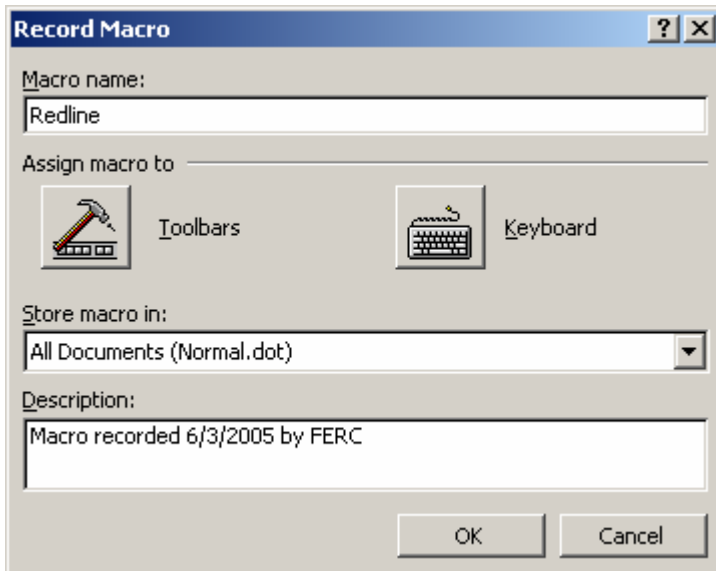 Record Macro
Macro name:
Redline
Assign macro to
Toolbars Keyboard
Store macro in:
All Documents (Normal.dot)
Description:
Macro recorded 6/3/2005 by FERC
OK Cancel